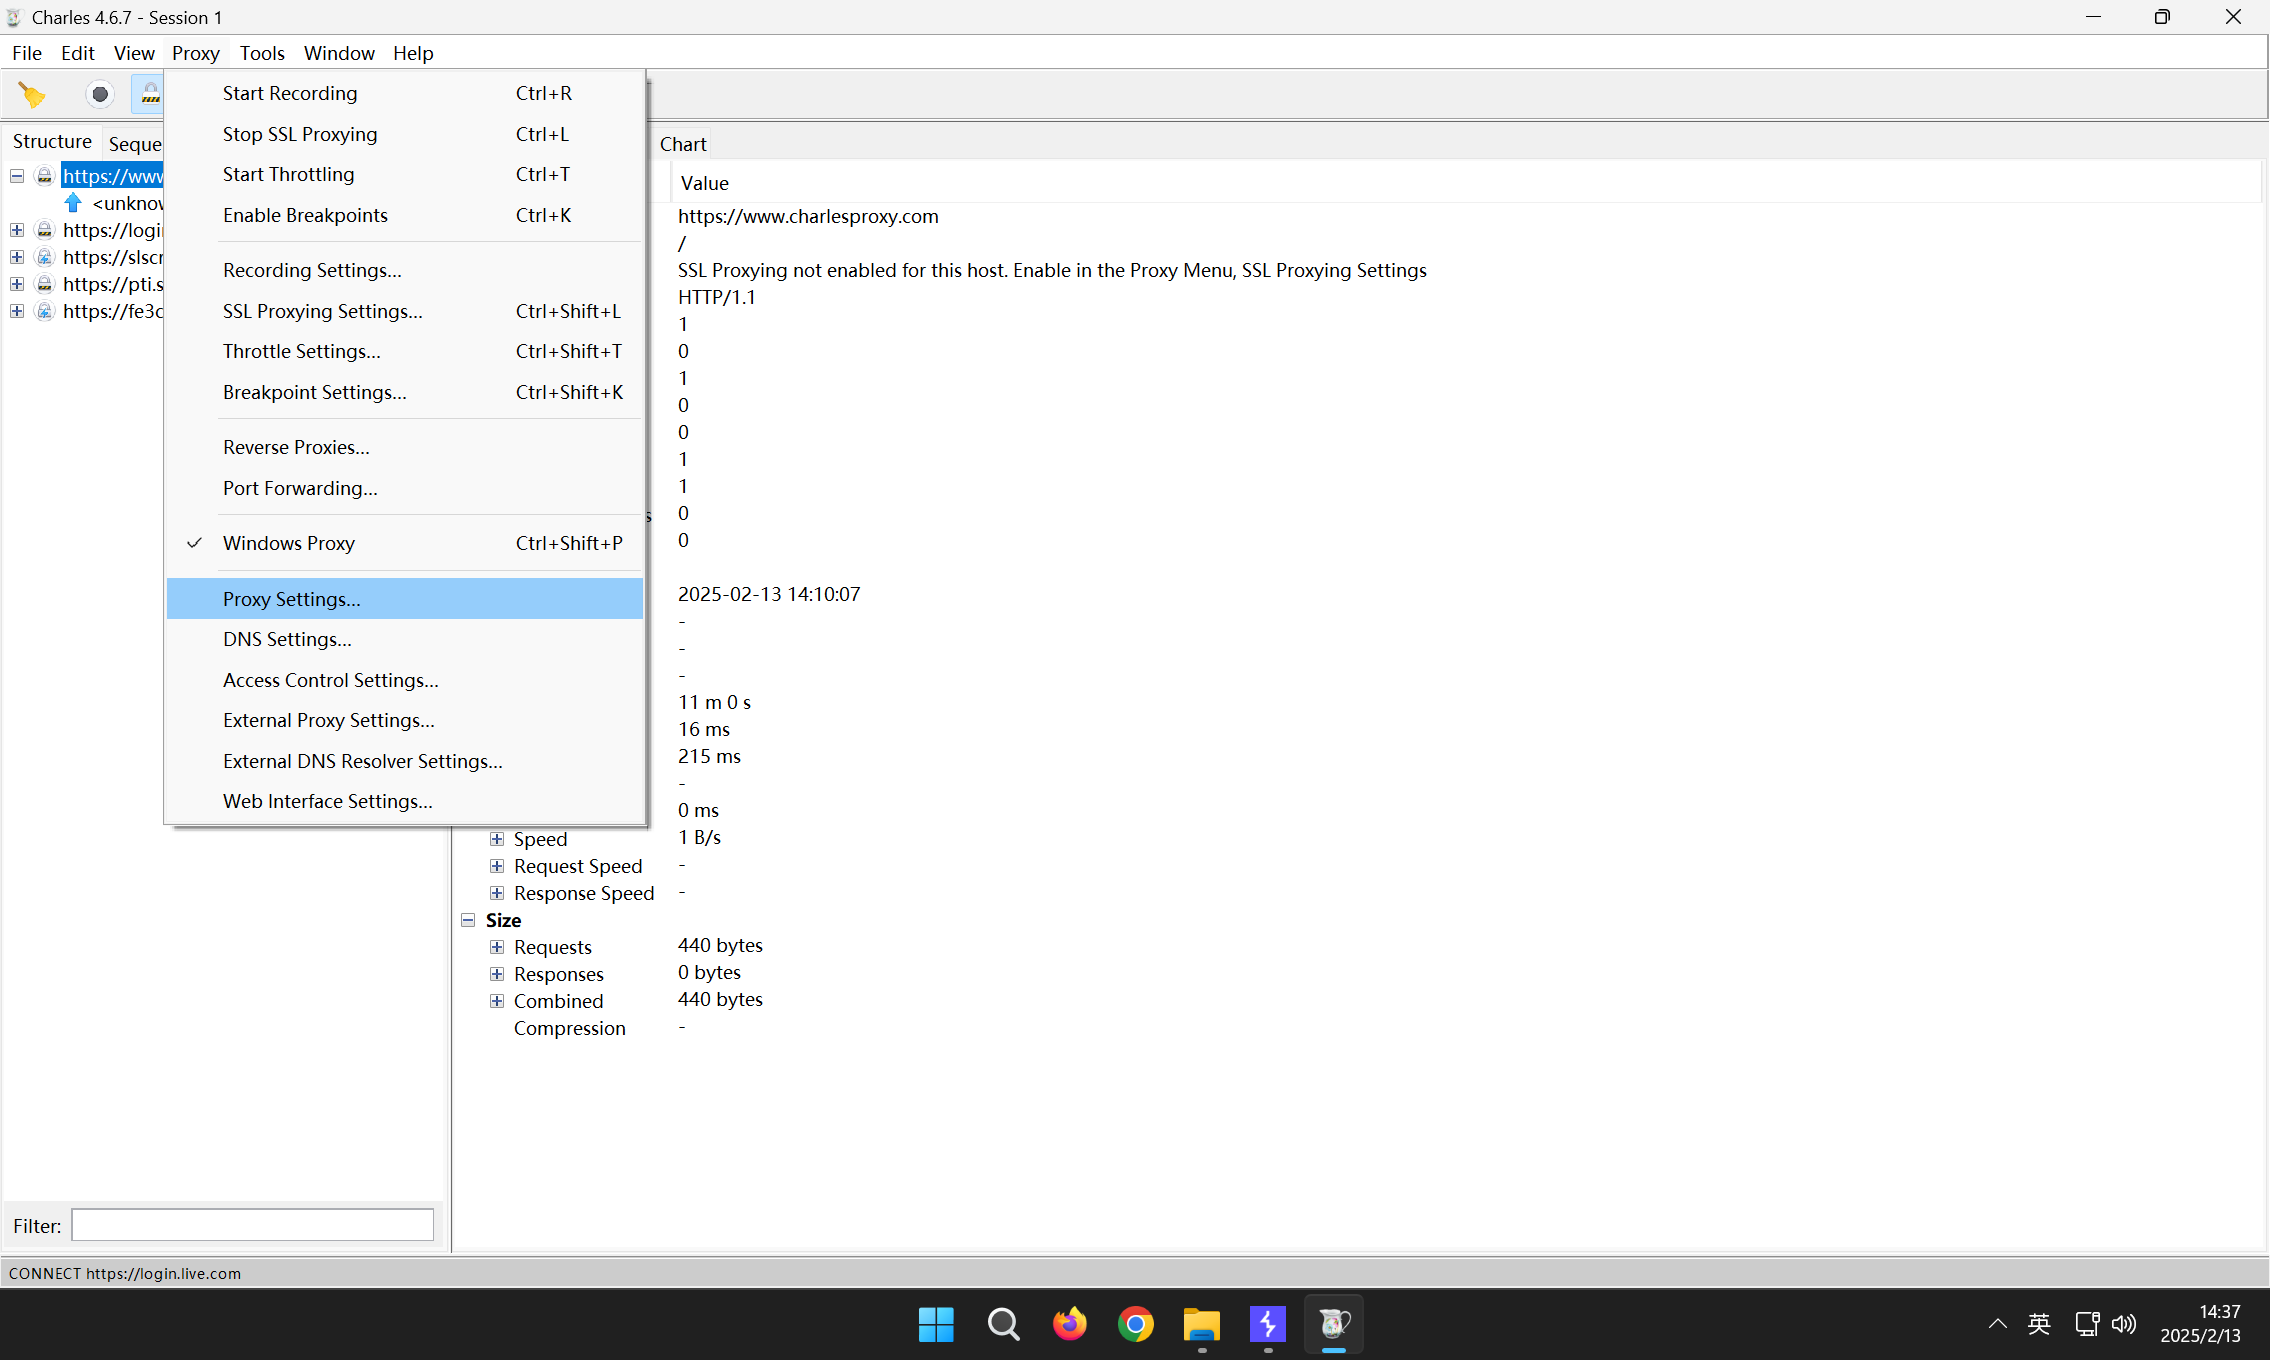 Charles 4.6.7 - Session 1
File Edit View Proxy Tools Window Help
Start Recording Ctrl+R
Stop SSL Proxying Ctrl+L
Start Throttling Ctrl+T
Enable Breakpoints Ctrl+K
Recording Settings...
SSL Proxying Settings... Ctrl+Shift+L
Throttle Settings... Ctrl+Shift+T
Breakpoint Settings... Ctrl+Shift+K
Reverse Proxies...
Port Forwarding...
Windows Proxy Ctrl+Shift+P
Proxy Settings...
DNS Settings...
Access Control Settings...
External Proxy Settings...
External DNS Resolver Settings...
Web Interface Settings...
Structure Seque
https://www
<unknow
https://login
https://slscr
https://pti.s
https://fe3c
Chart
Value
https://www.charlesproxy.com
/
SSL Proxying not enabled for this host. Enable in the Proxy Menu, SSL Proxying Settings
HTTP/1.1
1
0
1
0
0
1
1
s 0
0
2025-02-13 14:10:07
-
-
-
11 m 0 s
16 ms
215 ms
-
0 ms
Speed 1 B/s
Request Speed -
Response Speed -
Size
Requests 440 bytes
Responses 0 bytes
Combined 440 bytes
Compression -
Filter:
CONNECT https://login.live.com
英
14:37
2025/2/13